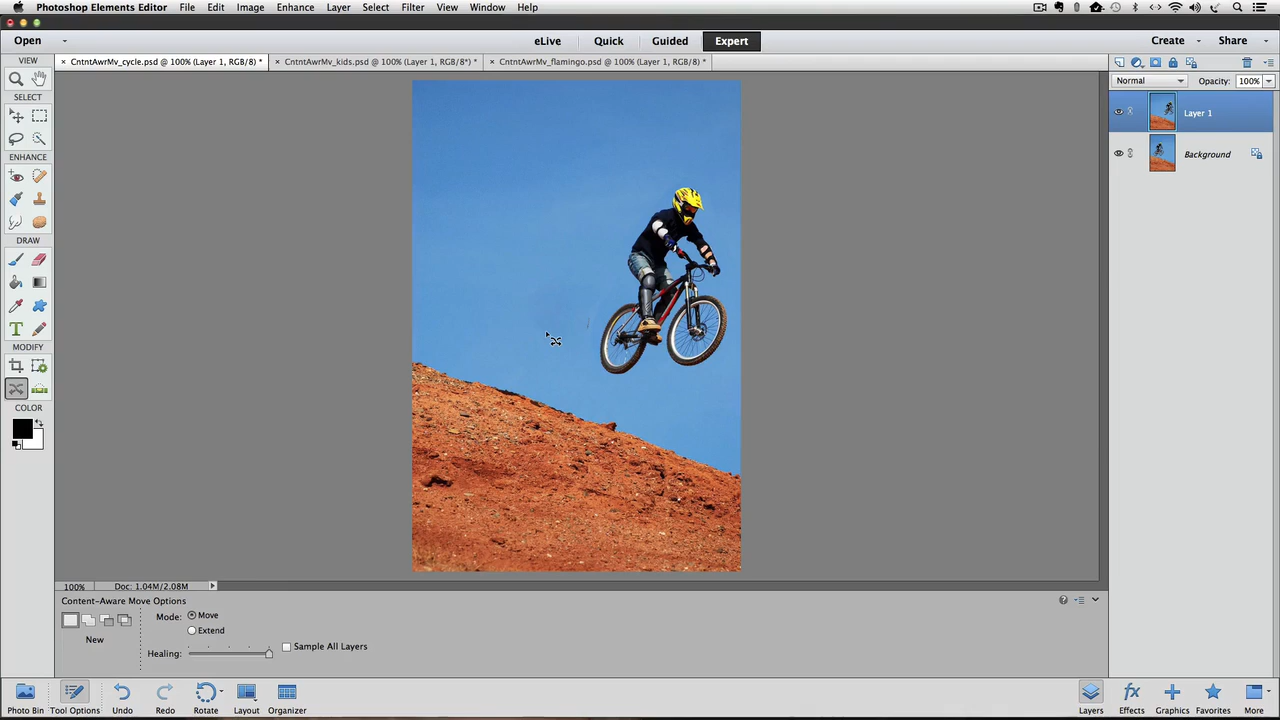 Photoshop Elements Editor File Edit Image Enhance Layer Select Filter View Window Help
Open eLive Quick Guided Expert Create Share
VIEW
× CntntAwrMv_cycle.psd @ 100% (Layer 1, RGB/8) * × CntntAwrMv_kids.psd @ 100% (Layer 1, RGB/8*) * × CntntAwrMv_flamingo.psd @ 100% (Layer 1, RGB/8) *
Normal Opacity: 100%
SELECT
Layer 1
Background
ENHANCE
DRAW
T
MODIFY
COLOR
100% Doc: 1.04M/2.08M
Content-Aware Move Options
Mode: Move
Extend
New
Healing: Sample All Layers
fx
Photo Bin Tool Options Undo Redo Rotate Layout Organizer Layers Effects Graphics Favorites More